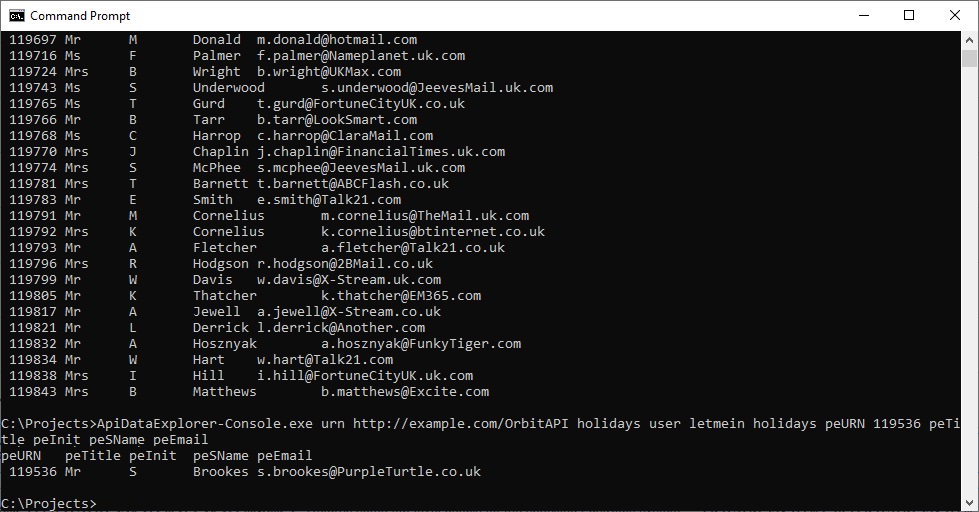 Command Prompt
119697 Mr M Donald m.donald@hotmail.com
119716 Ms F Palmer f.palmer@Nameplanet.uk.com
119724 Mrs B Wright b.wright@UKMax.com
119743 Ms S Underwood s.underwood@JeevesMail.uk.com
119765 Ms T Gurd t.gurd@FortuneCityUK.co.uk
119766 Mr B Tarr b.tarr@LookSmart.com
119768 Ms C Harrop c.harrop@ClaraMail.com
119770 Mrs J Chaplin j.chaplin@FinancialTimes.uk.com
119774 Mrs S McPhee s.mcphee@JeevesMail.uk.com
119781 Mrs T Barnett t.barnett@ABCFlash.co.uk
119783 Mr E Smith e.smith@Talk21.com
119791 Mr M Cornelius m.cornelius@TheMail.uk.com
119792 Mrs K Cornelius k.cornelius@btinternet.co.uk
119793 Mr A Fletcher a.fletcher@Talk21.co.uk
119796 Mrs R Hodgson r.hodgson@2BMail.co.uk
119799 Mr W Davis w.davis@X-Stream.uk.com
119805 Mr K Thatcher k.thatcher@EM365.com
119817 Mr A Jewell a.jewell@X-Stream.co.uk
119821 Mr L Derrick l.derrick@Another.com
119832 Mr A Hosznyak a.hosznyak@FunkyTiger.com
119834 Mr W Hart w.hart@Talk21.com
119838 Mrs I Hill i.hill@FortuneCityUK.uk.com
119843 Mrs B Matthews b.matthews@Excite.com
C:\Projects>ApiDataExplorer-Console.exe urn http://example.com/OrbitAPI holidays user letmein holidays peURN 119536 peTi
tle peInit peSName peEmail
peURN peTitle peInit peSName peEmail
119536 Mr S Brookes s.brookes@PurpleTurtle.co.uk
C:\Projects>